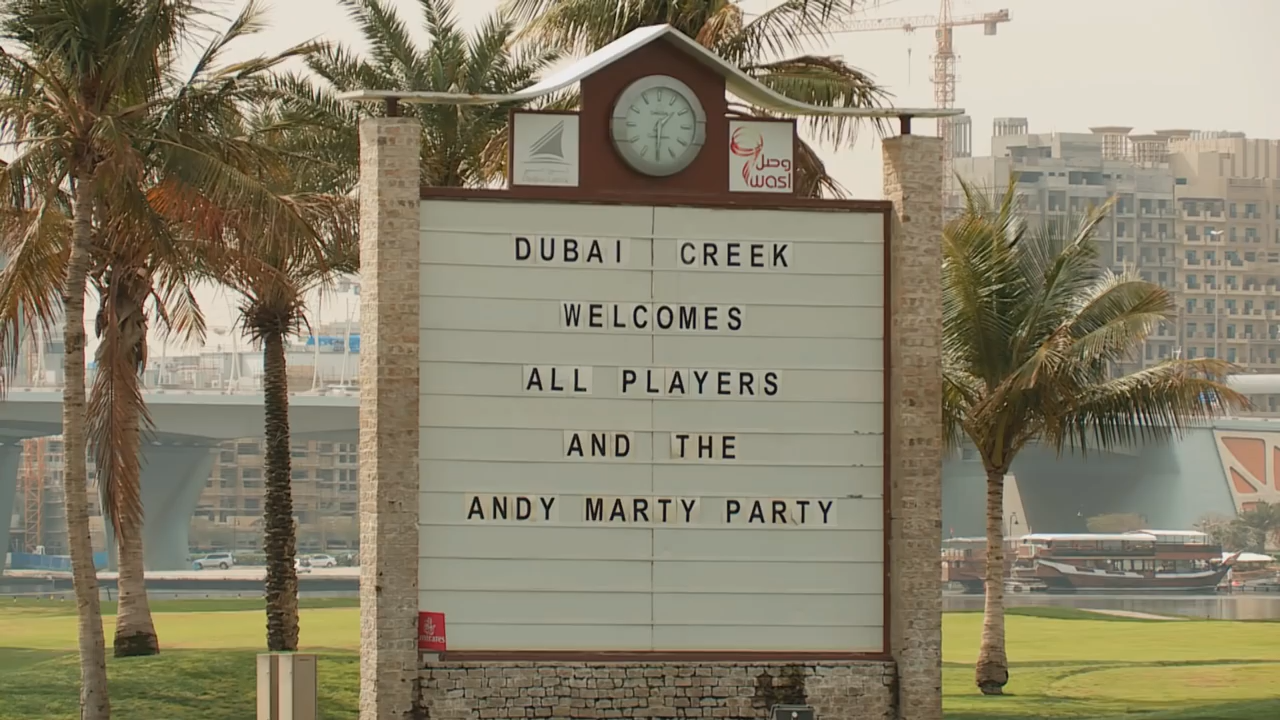 وصل
wasl
DUBAI CREEK
WELCOMES
ALL PLAYERS
AND THE
ANDY MARTY PARTY